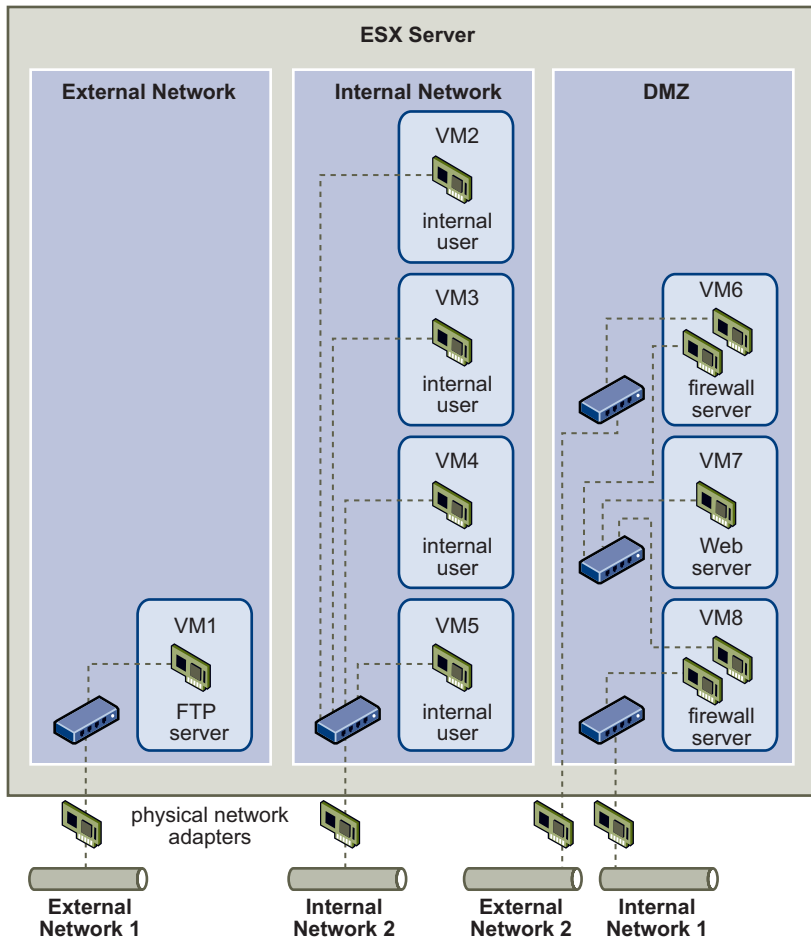 ESX Server
External Network
Internal Network
DMZ
VM2
internal
user
VM3
internal
user
VM4
internal
user
VM5
internal
user
VM1
FTP
server
VM6
firewall
server
VM7
Web
server
VM8
firewall
server
physical network
adapters
External
Network 1
Internal
Network 2
External
Network 2
Internal
Network 1